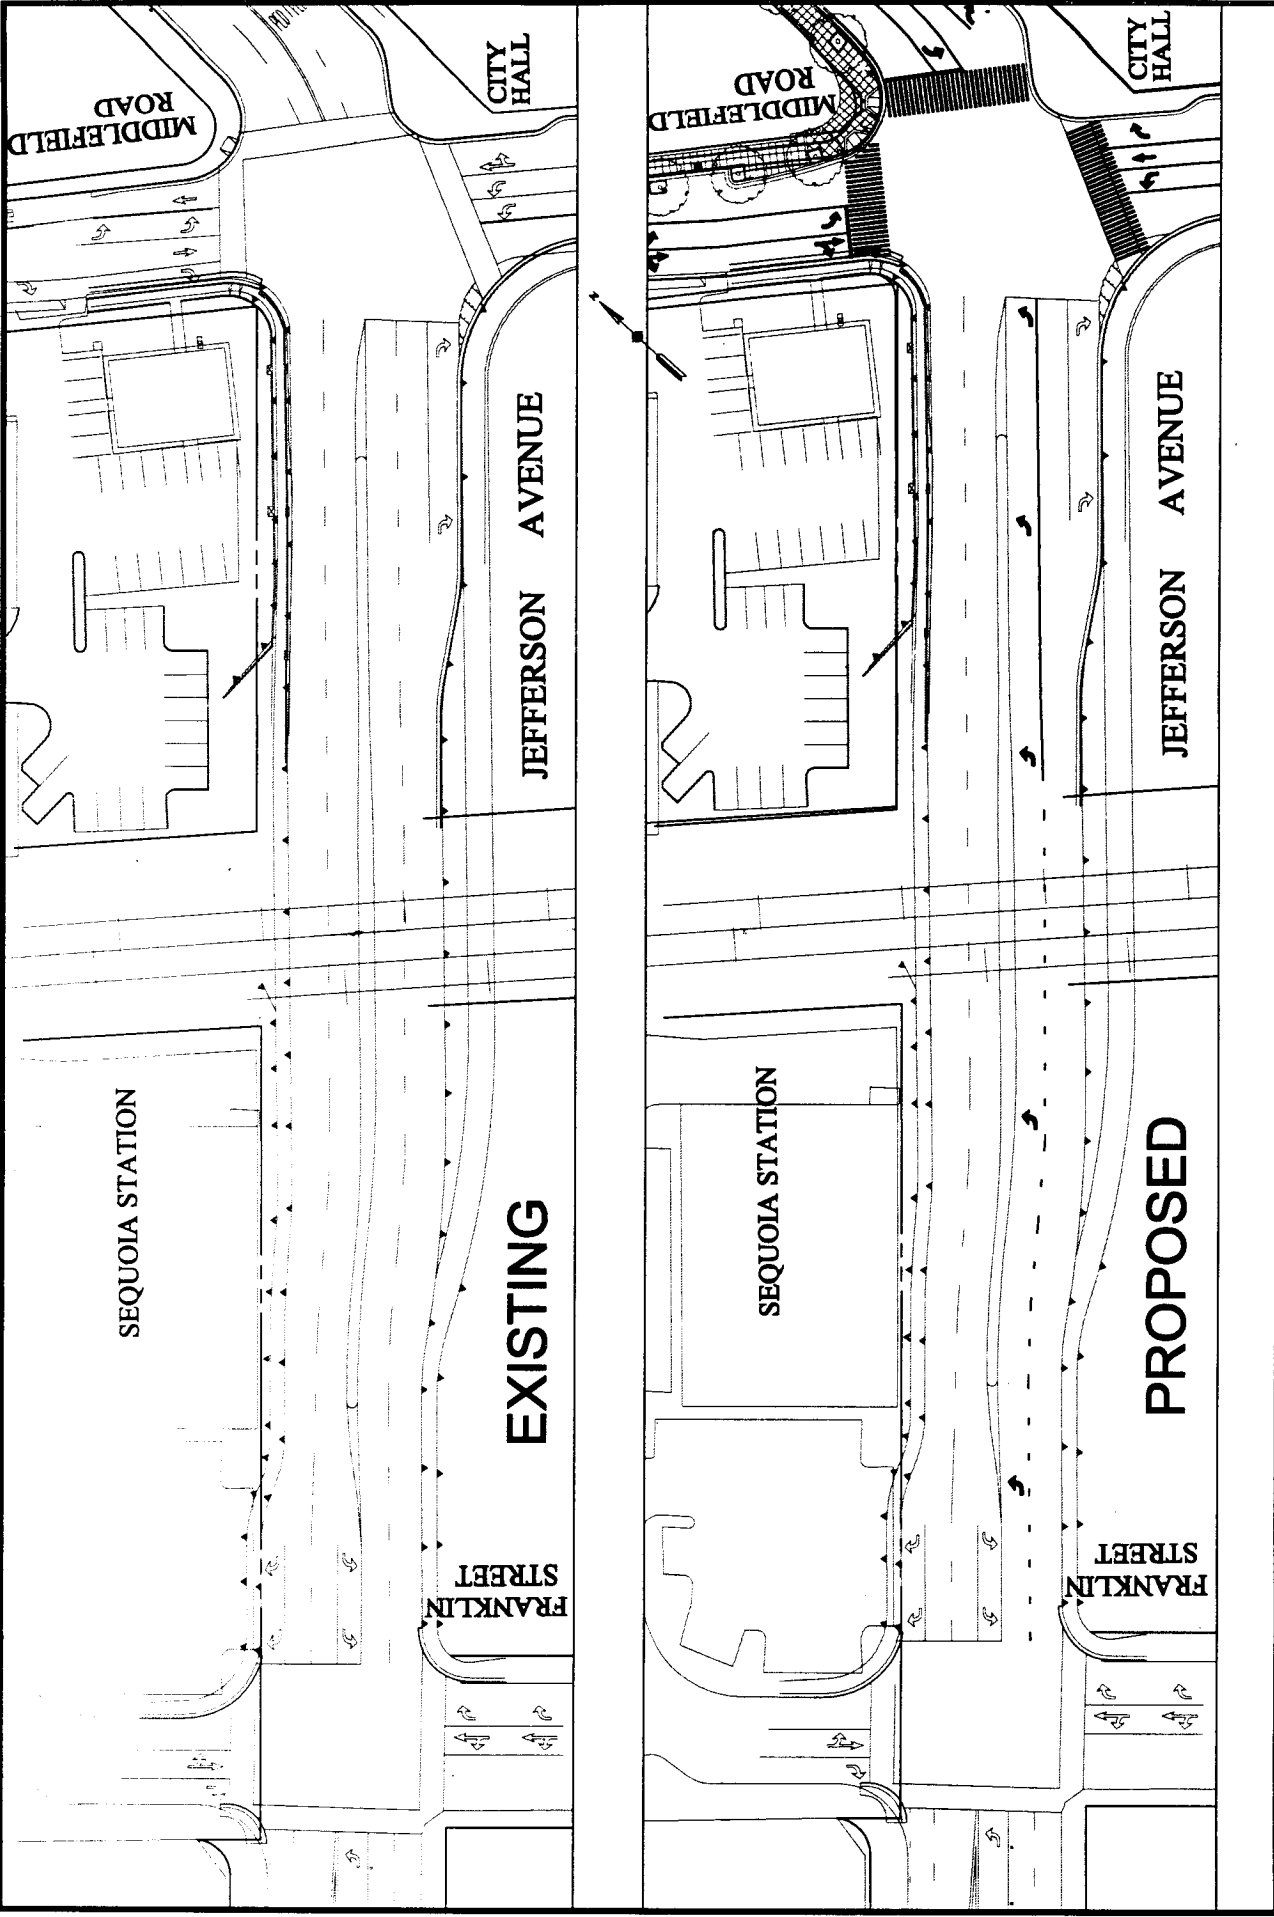 MIDDLEFIELD
ROAD
CITY
HALL
JEFFERSON AVENUE
SEQUOIA STATION
EXISTING
FRANKLIN
STREET
MIDDLEFIELD
ROAD
CITY
HALL
N
JEFFERSON AVENUE
SEQUOIA STATION
PROPOSED
FRANKLIN
STREET